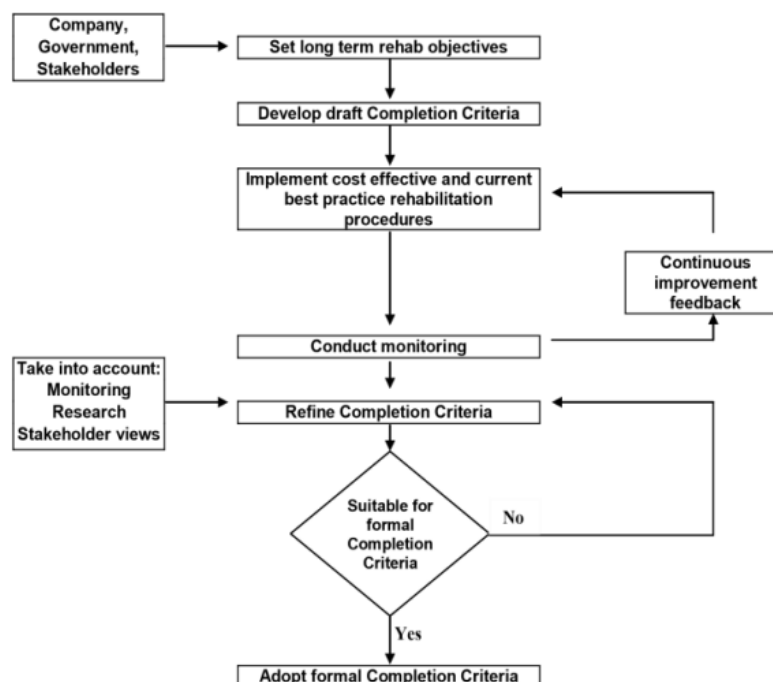 Company,
Government,
Stakeholders
Set long term rehab objectives
Develop draft Completion Criteria
Implement cost effective and current
best practice rehabilitation
procedures
Continuous
improvement
feedback
Conduct monitoring
Take into account:
Monitoring
Research
Stakeholder views
Refine Completion Criteria
Suitable for
formal
Completion
Criteria
No
Yes
Adopt formal Completion Criteria